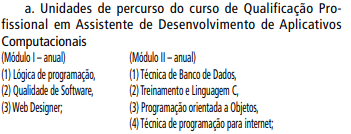 a. Unidades de percurso do curso de Qualificação Pro-
fissional em Assistente de Desenvolvimento de Aplicativos
Computacionais
(Módulo I – anual) (Módulo II – anual)
(1) Lógica de programação, (1) Técnica de Banco de Dados,
(2) Qualidade de Software, (2) Treinamento e Linguagem C,
(3) Web Designer; (3) Programação orientada a Objetos,
(4) Técnica de programação para internet;